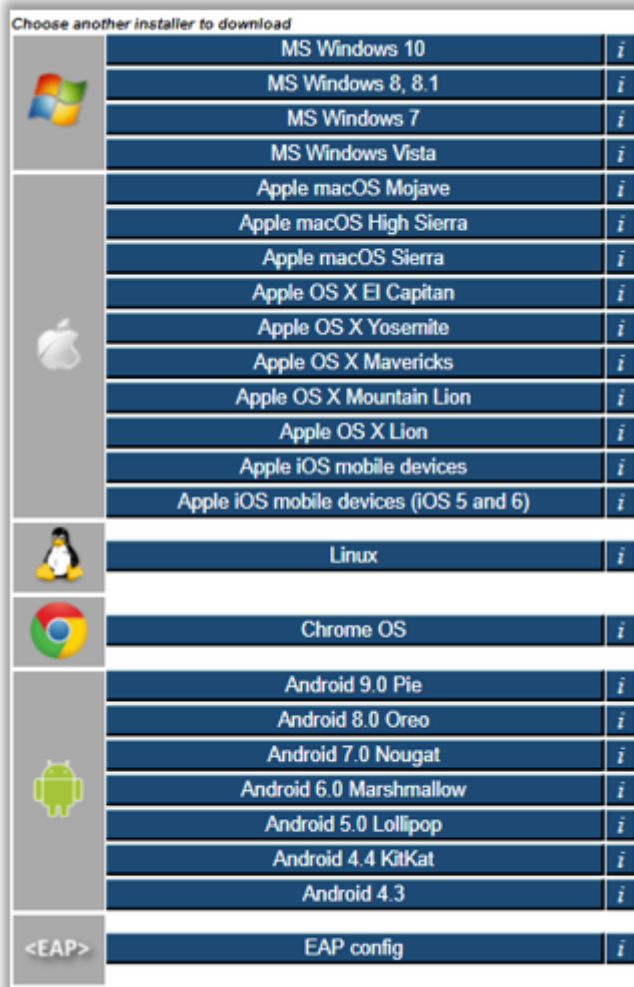 Choose another installer to download
MS Windows 10 i
MS Windows 8, 8.1 i
MS Windows 7 i
MS Windows Vista i
Apple macOS Mojave i
Apple macOS High Sierra i
Apple macOS Sierra i
Apple OS X El Capitan i
Apple OS X Yosemite i
Apple OS X Mavericks i
Apple OS X Mountain Lion i
Apple OS X Lion i
Apple iOS mobile devices i
Apple iOS mobile devices (iOS 5 and 6) i
Linux i
Chrome OS i
Android 9.0 Pie i
Android 8.0 Oreo i
Android 7.0 Nougat i
Android 6.0 Marshmallow i
Android 5.0 Lollipop i
Android 4.4 KitKat i
Android 4.3 i
<EAP> EAP config i